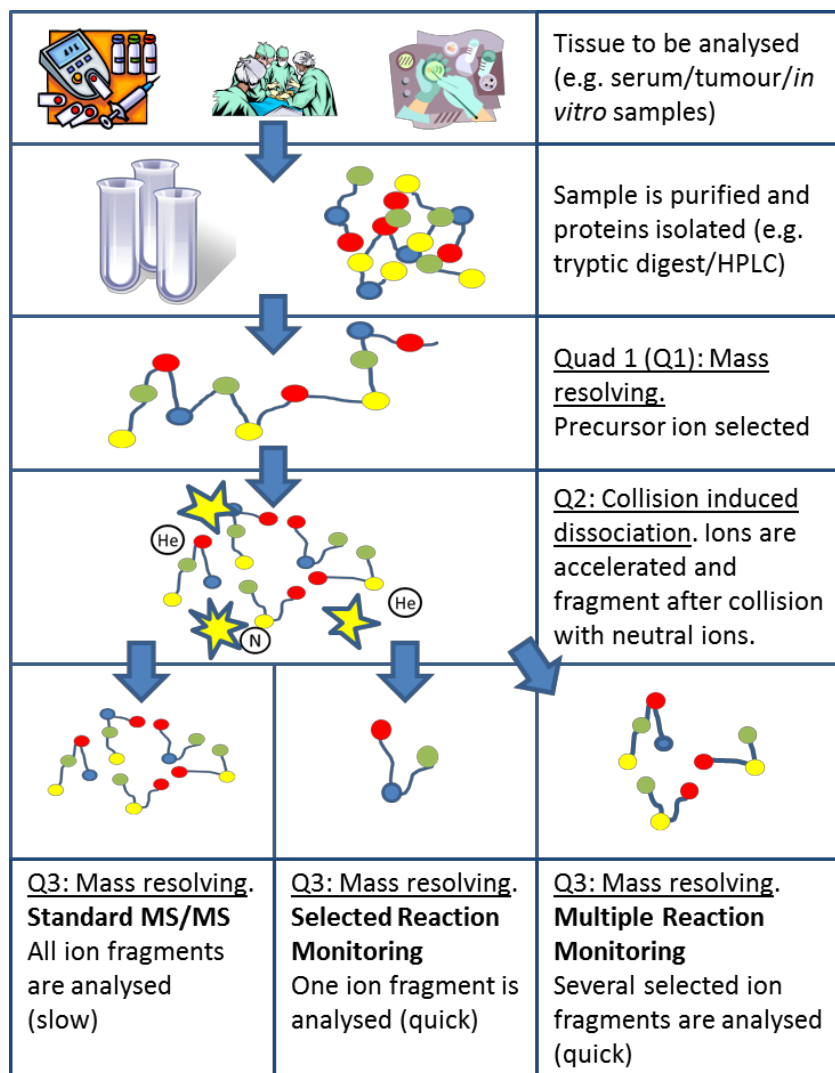 Tissue to be analysed
(e.g. serum/tumour/in
vitro samples)
Sample is purified and
proteins isolated (e.g.
tryptic digest/HPLC)
Quad 1 (Q1): Mass
resolving.
Precursor ion selected
He
He
N
Q2: Collision induced
dissociation. Ions are
accelerated and
fragment after collision
with neutral ions.
Q3: Mass resolving.
Standard MS/MS
All ion fragments
are analysed
(slow)
Q3: Mass resolving.
Selected Reaction
Monitoring
One ion fragment is
analysed (quick)
Q3: Mass resolving.
Multiple Reaction
Monitoring
Several selected ion
fragments are analysed
(quick)